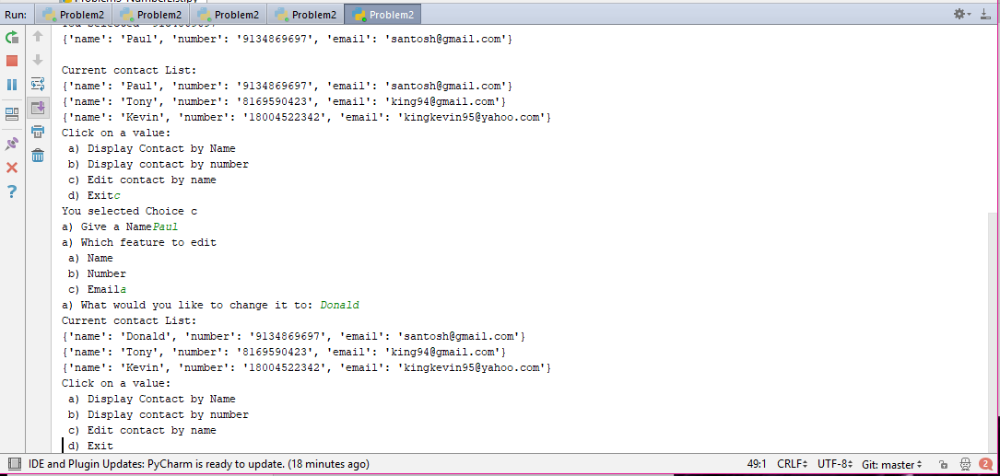 Problem3-NumberList.py
Run: Problem2 Problem2 Problem2 Problem2 Problem2
{'name': 'Paul', 'number': '9134869697', 'email': 'santosh@gmail.com'}
Current contact List:
{'name': 'Paul', 'number': '9134869697', 'email': 'santosh@gmail.com'}
{'name': 'Tony', 'number': '8169590423', 'email': 'king94@gmail.com'}
{'name': 'Kevin', 'number': '18004522342', 'email': 'kingkevin95@yahoo.com'}
Click on a value:
a) Display Contact by Name
b) Display contact by number
c) Edit contact by name
d) Exitc
You selected Choice c
a) Give a NamePaul
a) Which feature to edit
a) Name
b) Number
c) Emaila
a) What would you like to change it to: Donald
Current contact List:
{'name': 'Donald', 'number': '9134869697', 'email': 'santosh@gmail.com'}
{'name': 'Tony', 'number': '8169590423', 'email': 'king94@gmail.com'}
{'name': 'Kevin', 'number': '18004522342', 'email': 'kingkevin95@yahoo.com'}
Click on a value:
a) Display Contact by Name
b) Display contact by number
c) Edit contact by name
d) Exit
IDE and Plugin Updates: PyCharm is ready to update. (18 minutes ago) 49:1 CRLF UTF-8 Git: master 2